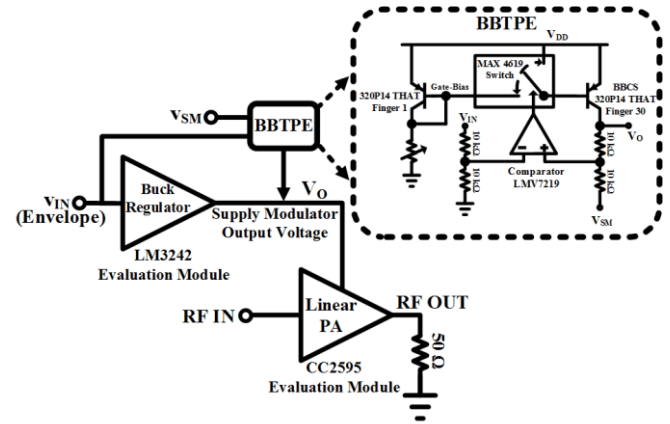 BBTPE
V_DD
MAX 4619
Switch
Gate-Bias
320P14 THAT
Finger 1
BBCS
320P14 THAT
Finger 30
V_IN
V_O
10 kΩ
10 kΩ
10 kΩ
10 kΩ
- +
Comparator
LMV7219
V_SM
V_SM
BBTPE
V_IN
(Envelope)
Buck
Regulator
V_O
Supply Modulator
Output Voltage
LM3242
Evaluation Module
RF IN
Linear
PA
RF OUT
50 Ω
CC2595
Evaluation Module